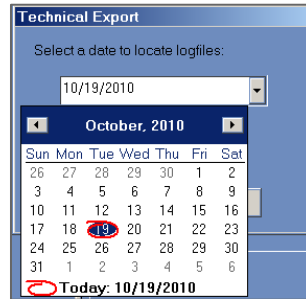 Technical Export
Select a date to locate logfiles:
10/19/2010
October, 2010
Sun Mon Tue Wed Thu Fri Sat
26 27 28 29 30 1 2
3 4 5 6 7 8 9
10 11 12 13 14 15 16
17 18 19 20 21 22 23
24 25 26 27 28 29 30
31 1 2 3 4 5 6
Today: 10/19/2010